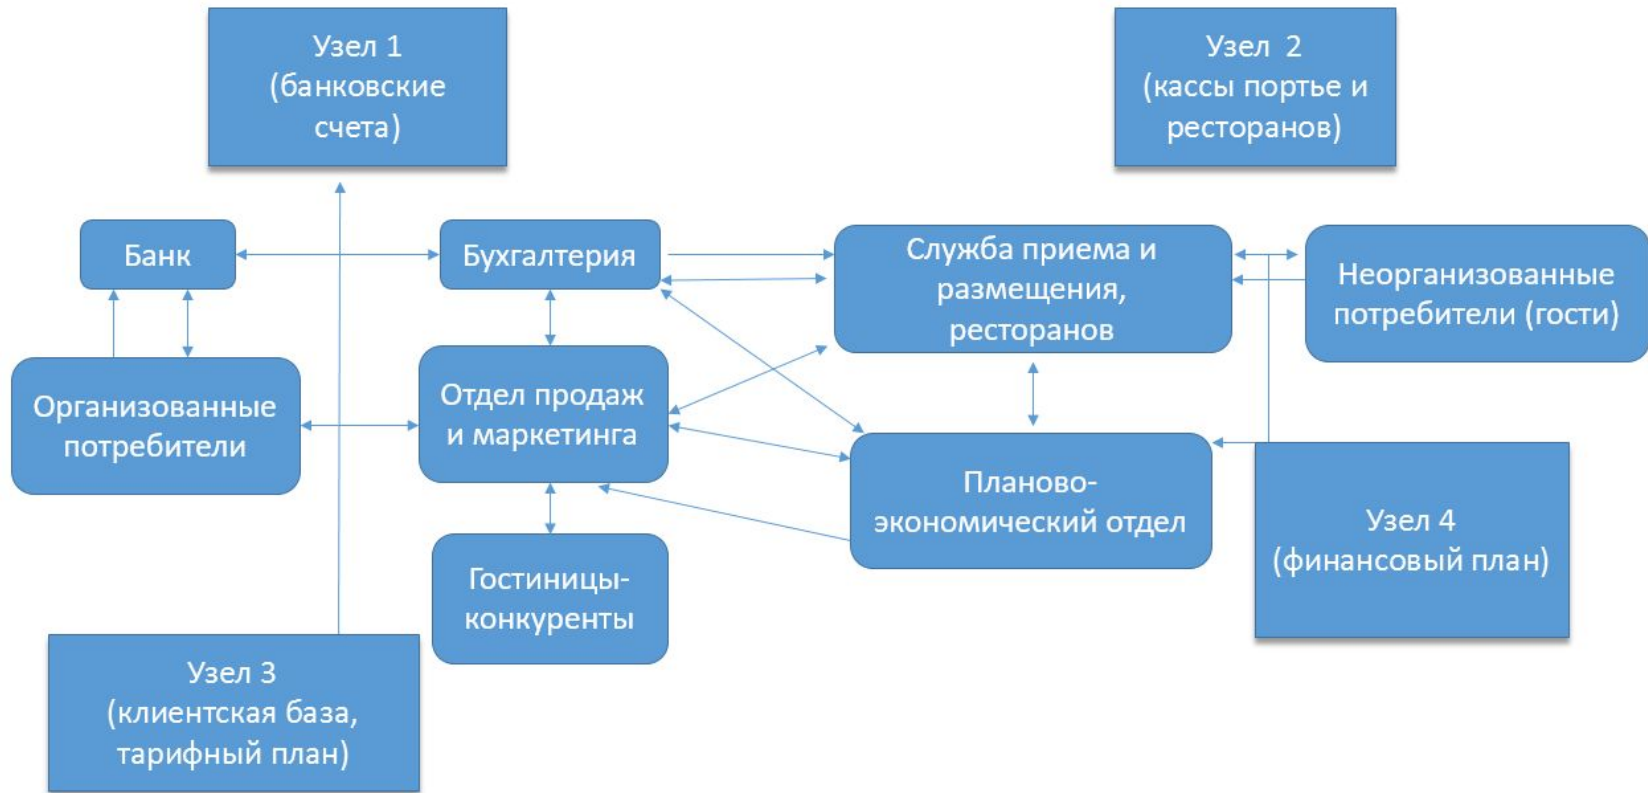 Узел 1
(банковские
счета)
Узел  2
(кассы портье и
ресторанов)
Банк
Бухгалтерия
Служба приема и
размещения,
ресторанов
Неорганизованные
потребители (гости)
Организованные
потребители
Отдел продаж
и маркетинга
Планово-
экономический отдел
Узел 4
(финансовый план)
Гостиницы-
конкуренты
Узел 3
(клиентская база,
тарифный план)